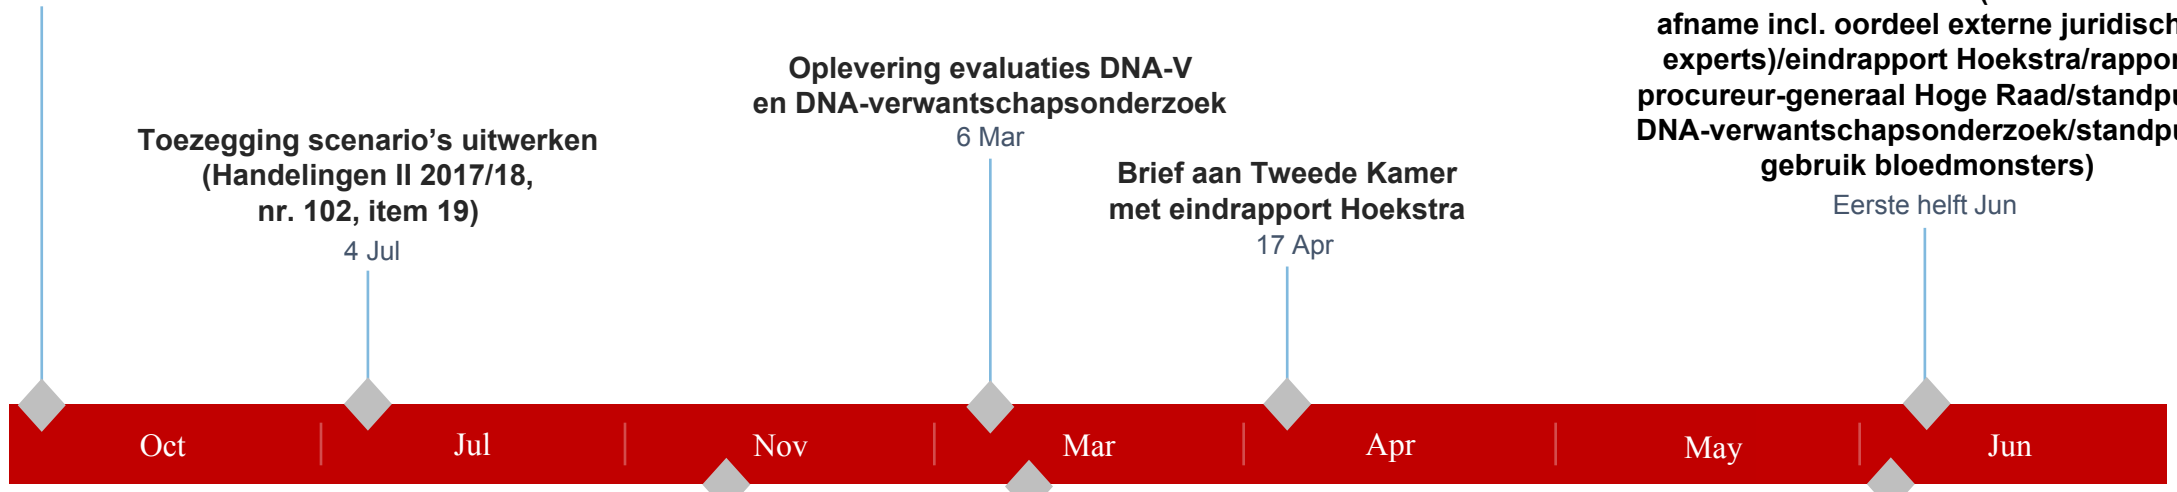 Toezegging scenario's uitwerken
(Handelingen II 2017/18,
nr. 102, item 19)
4 Jul
Oplevering evaluaties DNA-V
en DNA-verwantschapsonderzoek
6 Mar
Brief aan Tweede Kamer
met eindrapport Hoekstra
17 Apr
afname incl. oordeel externe juridisch
experts)/eindrapport Hoekstra/rappor
procureur-generaal Hoge Raad/standpu
DNA-verwantschapsonderzoek/standpu
gebruik bloedmonsters)
Eerste helft Jun
Oct Jul Nov Mar Apr May Jun